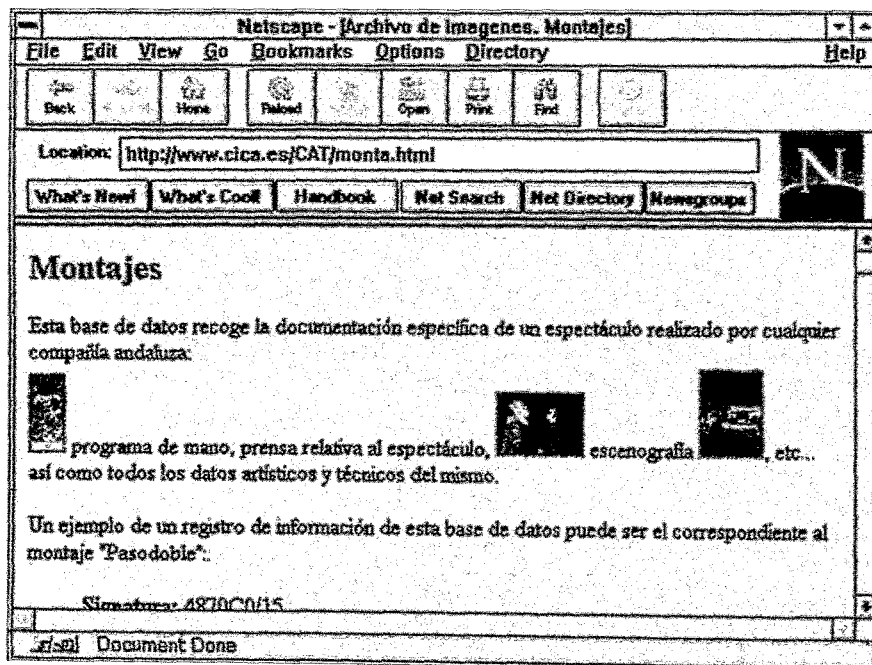 Netscape - [Archivo de Imagenes. Montajes]
File Edit View Go Bookmarks Options Directory Help
Back Home Reload Open Print Find
Location: http://www.cica.es/CAT/monta.html
What's New! What's Cool! Handbook Net Search Net Directory Newsgroups
N
Montajes
Esta base de datos recoge la documentación específica de un espectáculo realizado por cualquier
compañía andaluza:
programa de mano, prensa relativa al espectáculo, escenografía , etc...
así como todos los datos artísticos y técnicos del mismo.
Un ejemplo de un registro de información de esta base de datos puede ser el correspondiente al
montaje "Pasodoble":
Signatura: 4870C0/15
Document Done